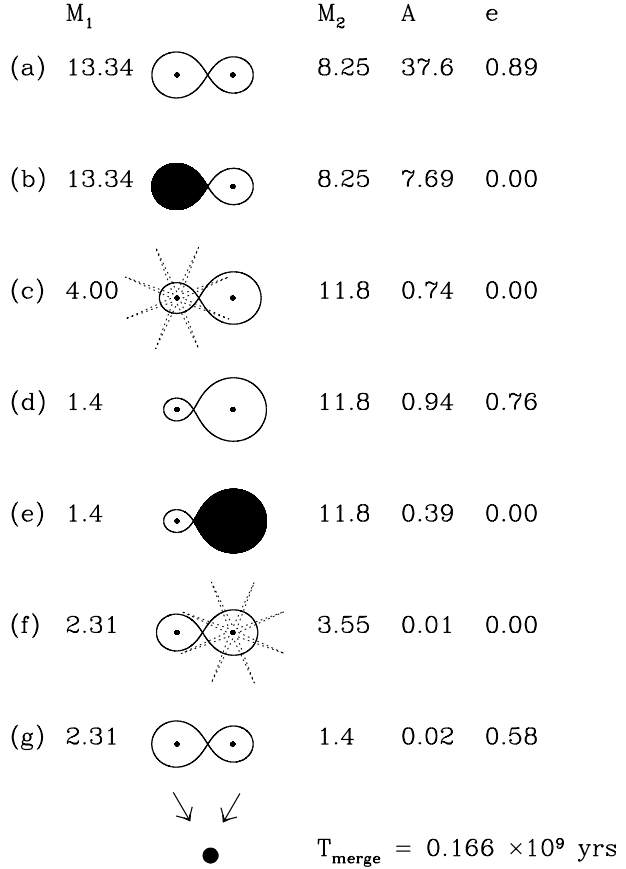 M₁ M₂ A e
(a) 13.34 8.25 37.6 0.89
(b) 13.34 8.25 7.69 0.00
(c) 4.00 11.8 0.74 0.00
(d) 1.4 11.8 0.94 0.76
(e) 1.4 11.8 0.39 0.00
(f) 2.31 3.55 0.01 0.00
(g) 2.31 1.4 0.02 0.58
T_merge = 0.166 ×10⁹ yrs